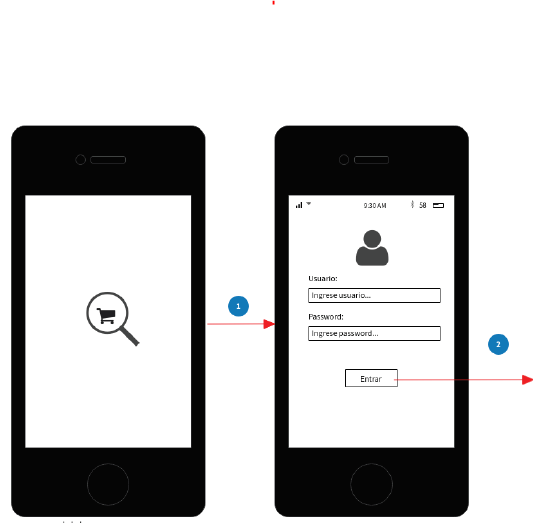 9:30 AM
58
Usuario:
Ingrese usuario...
Password:
Ingrese password...
Entrar
1
2